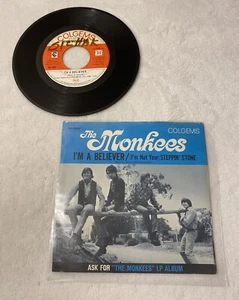 COLGEMS
I'M A BELIEVER
COLGEMS
The
Monkees
I'M A BELIEVER/I'm Not Your STEPPIN' STONE
ASK FOR "THE MONKEES" LP ALBUM